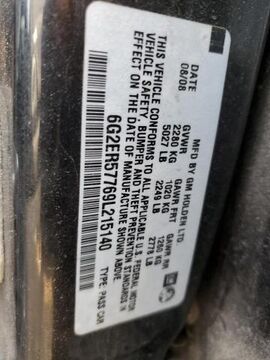 MFD BY GM HOLDEN LTD.
DATE GVWR GAWR FRT GAWR RR
08/08 2280 KG 1020 KG 1260 KG
5027 LB 2249 LB 2778 LB
THIS VEHICLE CONFORMS TO ALL APPLICABLE U.S. FEDERAL MOTOR
VEHICLE SAFETY BUMPER AND THEFT PREVENTION STANDARDS IN
EFFECT ON THE DATE OF MANUFACTURE SHOWN ABOVE.
6G2ER57769L215140 TYPE: PASS CAR